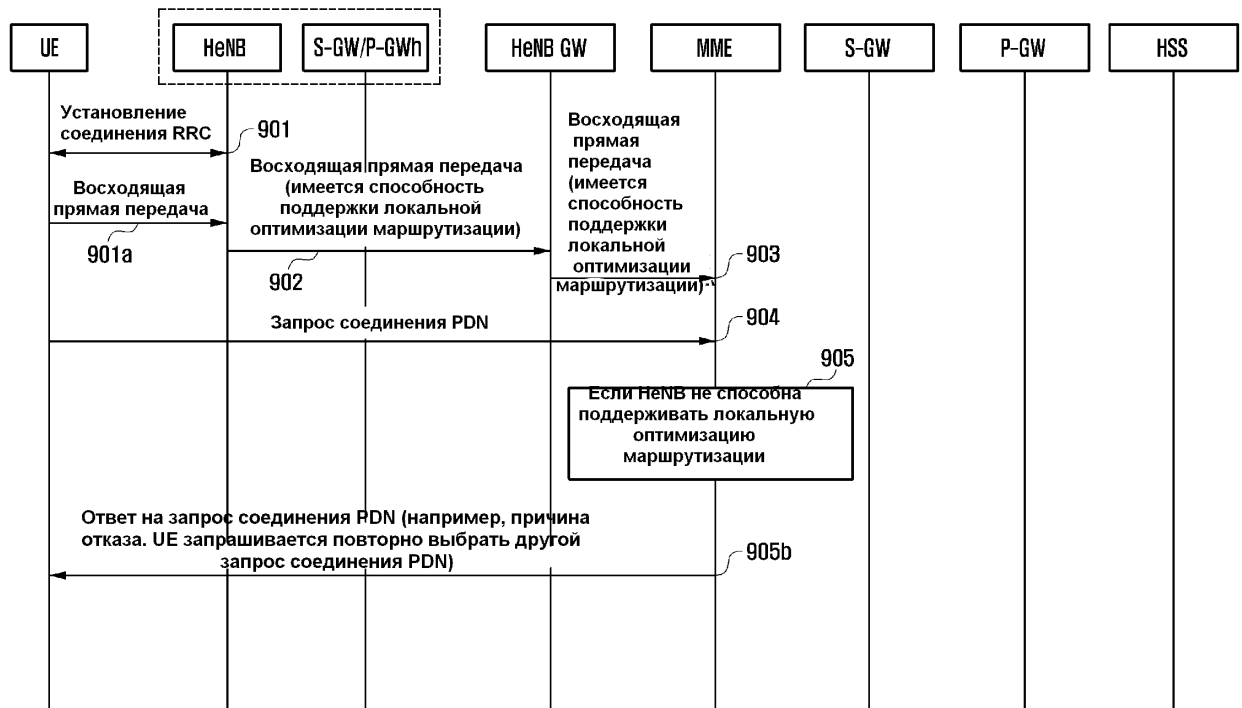 UE
HeNB
S-GW/P-GWh
HeNB GW
MME
S-GW
P-GW
HSS
Установление
соединения RRC
901
Восходящая
прямая передача
901a
Восходящая прямая передача
(имеется способность
поддержки локальной
оптимизации маршрутизации)
902
Восходящая
прямая
передача
(имеется
способность
поддержки
локальной
оптимизации
маршрутизации)
903
Запрос соединения PDN
904
905
Если HeNB не способна
поддерживать локальную
оптимизацию
маршрутизации
Ответ на запрос соединения PDN (например, причина
отказа. UE запрашивается повторно выбрать другой
запрос соединения PDN)
905b